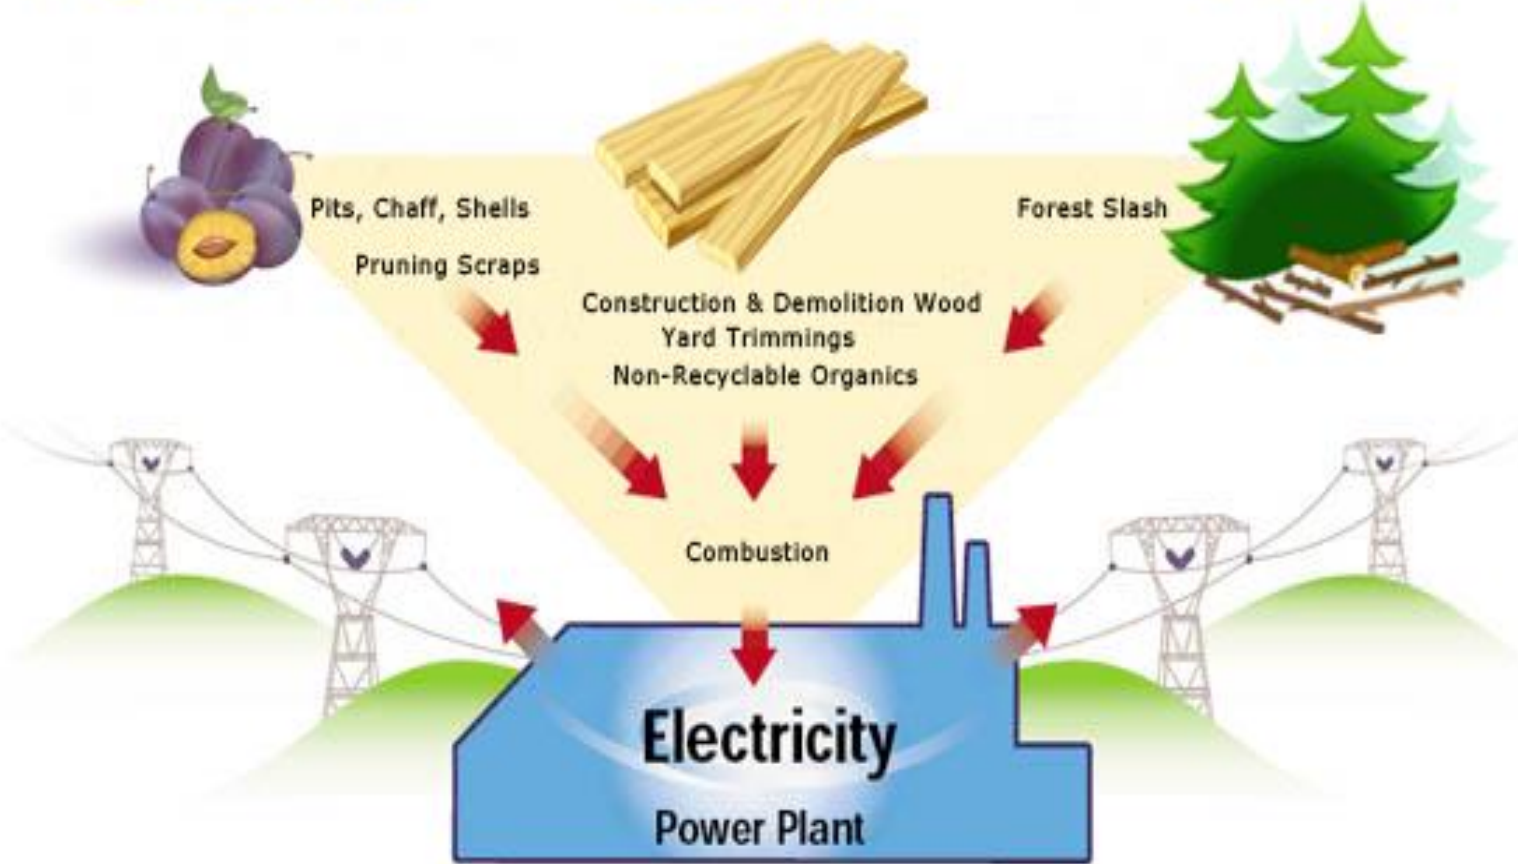 Pits, Chaff, Shells
Pruning Scraps
Forest Slash
Construction & Demolition Wood
Yard Trimmings
Non-Recyclable Organics
Combustion
Electricity
Power Plant